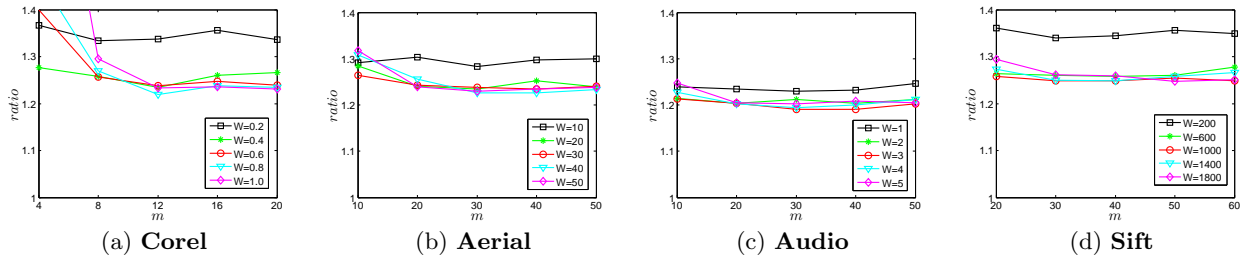 1.4
1.3
1.2
1.1
1
ratio
4 8 12 16 20
m
W=0.2
W=0.4
W=0.6
W=0.8
W=1.0
(a) Corel
1.4
1.3
1.2
1.1
1
ratio
10 20 30 40 50
m
W=10
W=20
W=30
W=40
W=50
(b) Aerial
1.4
1.3
1.2
1.1
1
ratio
10 20 30 40 50
m
W=1
W=2
W=3
W=4
W=5
(c) Audio
1.4
1.3
1.2
1.1
1
ratio
20 30 40 50 60
m
W=200
W=600
W=1000
W=1400
W=1800
(d) Sift